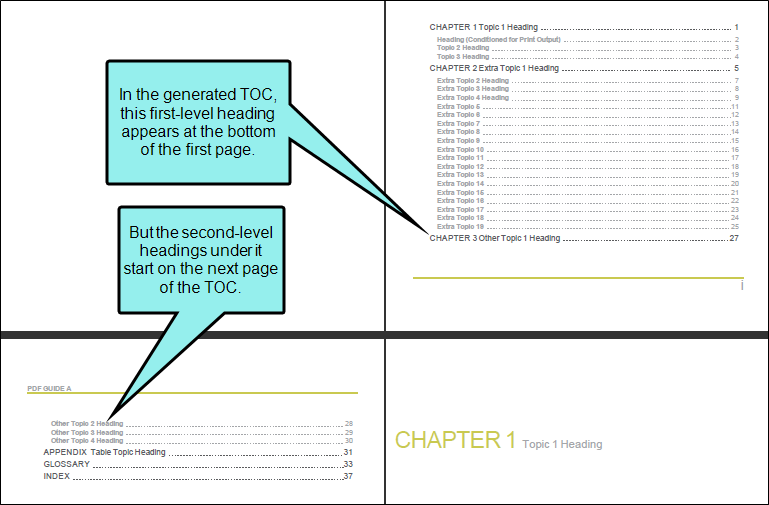 In the generated TOC,
this first-level heading
appears at the bottom
of the first page.
But the second-level
headings under it
start on the next page
of the TOC.
CHAPTER 1 Topic 1 Heading 1
Heading (Conditioned for Print Output) 2
Topic 2 Heading 3
Topic 3 Heading 4
CHAPTER 2 Extra Topic 1 Heading 5
Extra Topic 2 Heading 7
Extra Topic 3 Heading 8
Extra Topic 4 Heading 9
Extra Topic 5 11
Extra Topic 6 12
Extra Topic 7 13
Extra Topic 8 14
Extra Topic 9 15
Extra Topic 10 16
Extra Topic 11 17
Extra Topic 12 18
Extra Topic 13 19
Extra Topic 14 20
Extra Topic 15 21
Extra Topic 16 22
Extra Topic 17 23
Extra Topic 18 24
Extra Topic 19 25
CHAPTER 3 Other Topic 1 Heading 27
i
PDF GUIDE A
Other Topic 2 Heading 28
Other Topic 3 Heading 29
Other Topic 4 Heading 30
APPENDIX Table Topic Heading 31
GLOSSARY 33
INDEX 37
CHAPTER 1 Topic 1 Heading